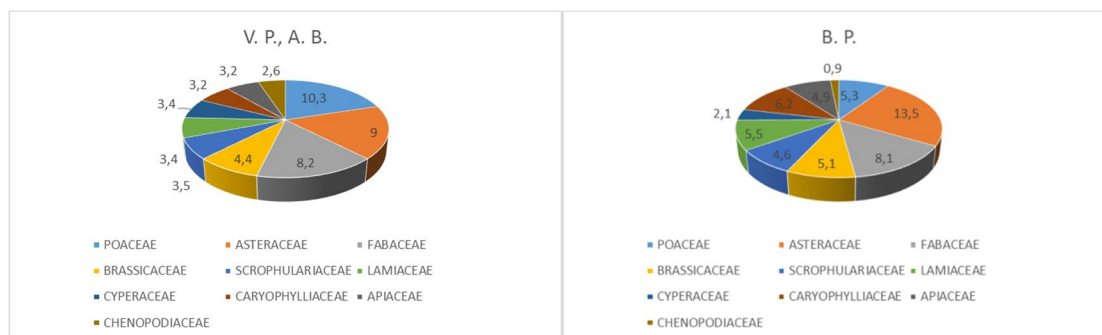 V. P., A. B.
3,2
2,6
3,2
10,3
3,4
9
3,4
3,5
4,4
8,2
POACEAE
ASTERACEAE
FABACEAE
BRASSICACEAE
SCROPHULARIACEAE
LAMIACEAE
CYPERACEAE
CARYOPHYLLIACEAE
APIACEAE
CHENOPODIACEAE
B. P.
0,9
6,2
4,9
5,3
2,1
13,5
5,5
4,6
5,1
8,1
POACEAE
ASTERACEAE
FABACEAE
BRASSICACEAE
SCROPHULARIACEAE
LAMIACEAE
CYPERACEAE
CARYOPHYLLIACEAE
APIACEAE
CHENOPODIACEAE